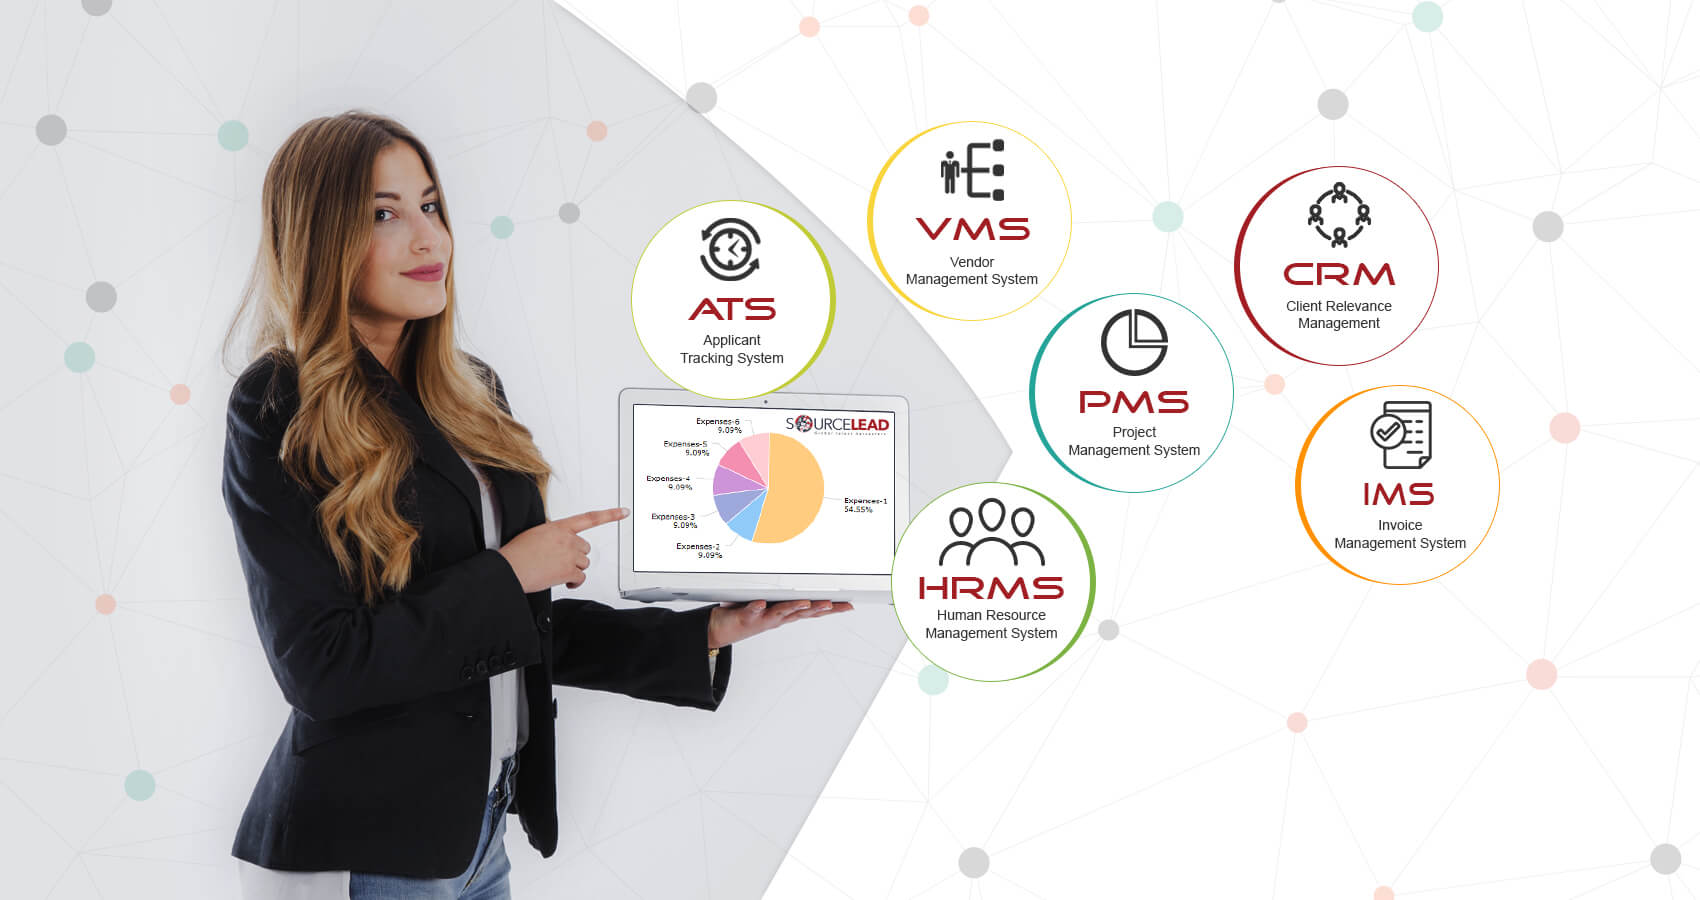 VMS
Vendor
Management System
CRM
Client Relevance
Management
ATS
Applicant
Tracking System
PMS
Project
Management System
IMS
Invoice
Management System
HRMS
Human Resource
Management System
SOURCELEAD
Expenses-6
9.09%
Expenses-5
9.09%
Expenses-4
9.09%
Expenses-3
9.09%
Expenses-2
9.09%
Expenses-1
54.55%